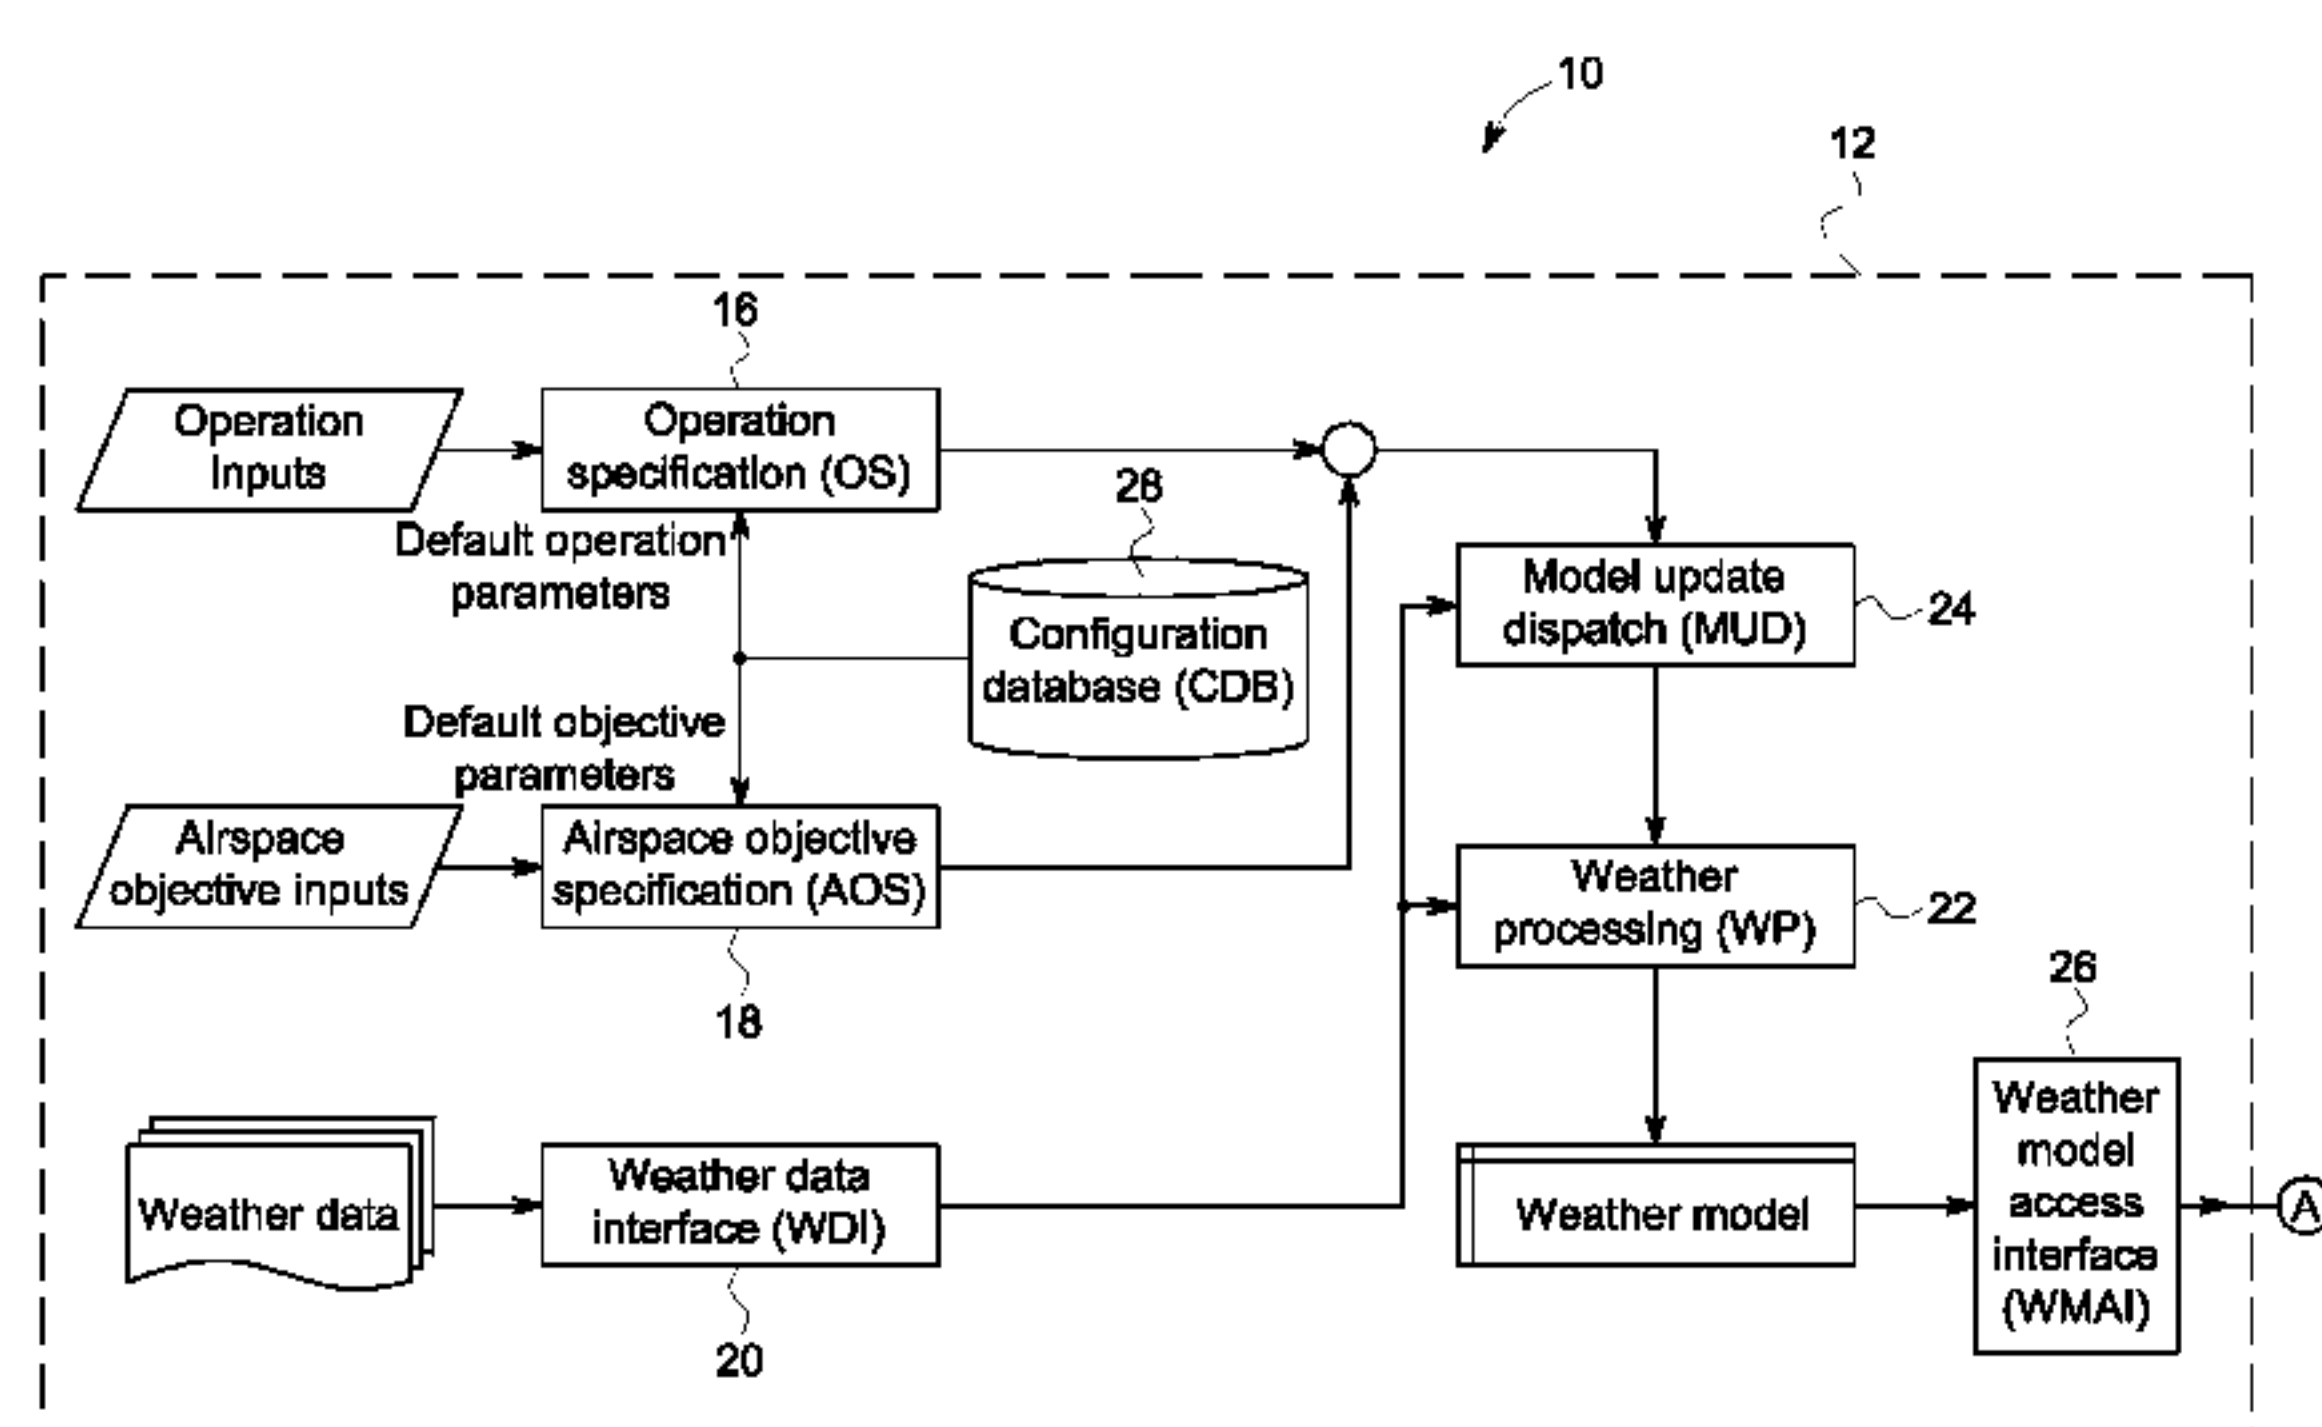 10
12
16
Operation
Inputs
Operation
specification (OS)
28
Default operation
parameters
Configuration
database (CDB)
Model update
dispatch (MUD)
24
Default objective
parameters
Airspace
objective inputs
Airspace objective
specification (AOS)
18
Weather
processing (WP)
22
26
Weather data
Weather data
interface (WDI)
20
Weather model
Weather
model
access
interface
(WMAI)
A